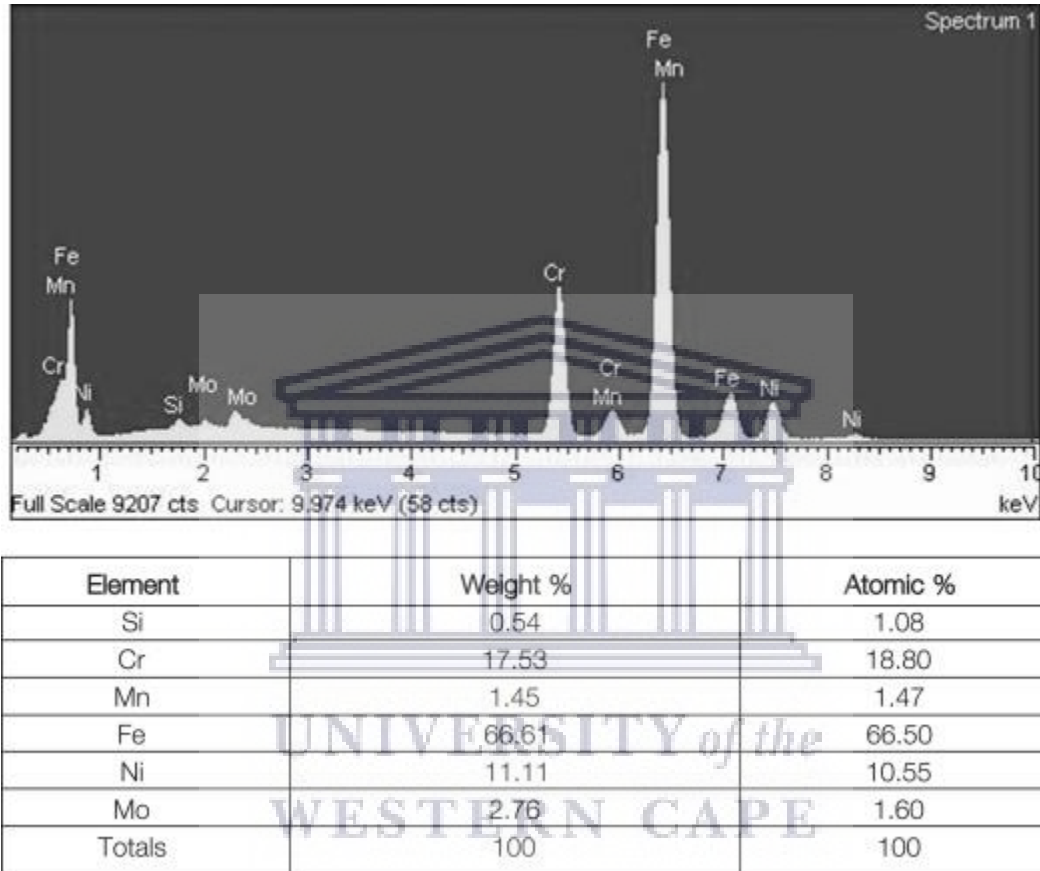 Spectrum 1
Fe
Mn
Fe
Mn
Cr
Ni
Si
Mo
Mo
Cr
Cr
Mn
Fe
Ni
Ni
1 2 3 4 5 6 7 8 9 10
Full Scale 9207 cts Cursor: 9.974 keV (58 cts) keV
Element Weight % Atomic %
Si 0.54 1.08
Cr 17.53 18.80
Mn 1.45 1.47
Fe 66.61 66.50
Ni 11.11 10.55
Mo 2.76 1.60
Totals 100 100
UNIVERSITY of the
WESTERN CAPE